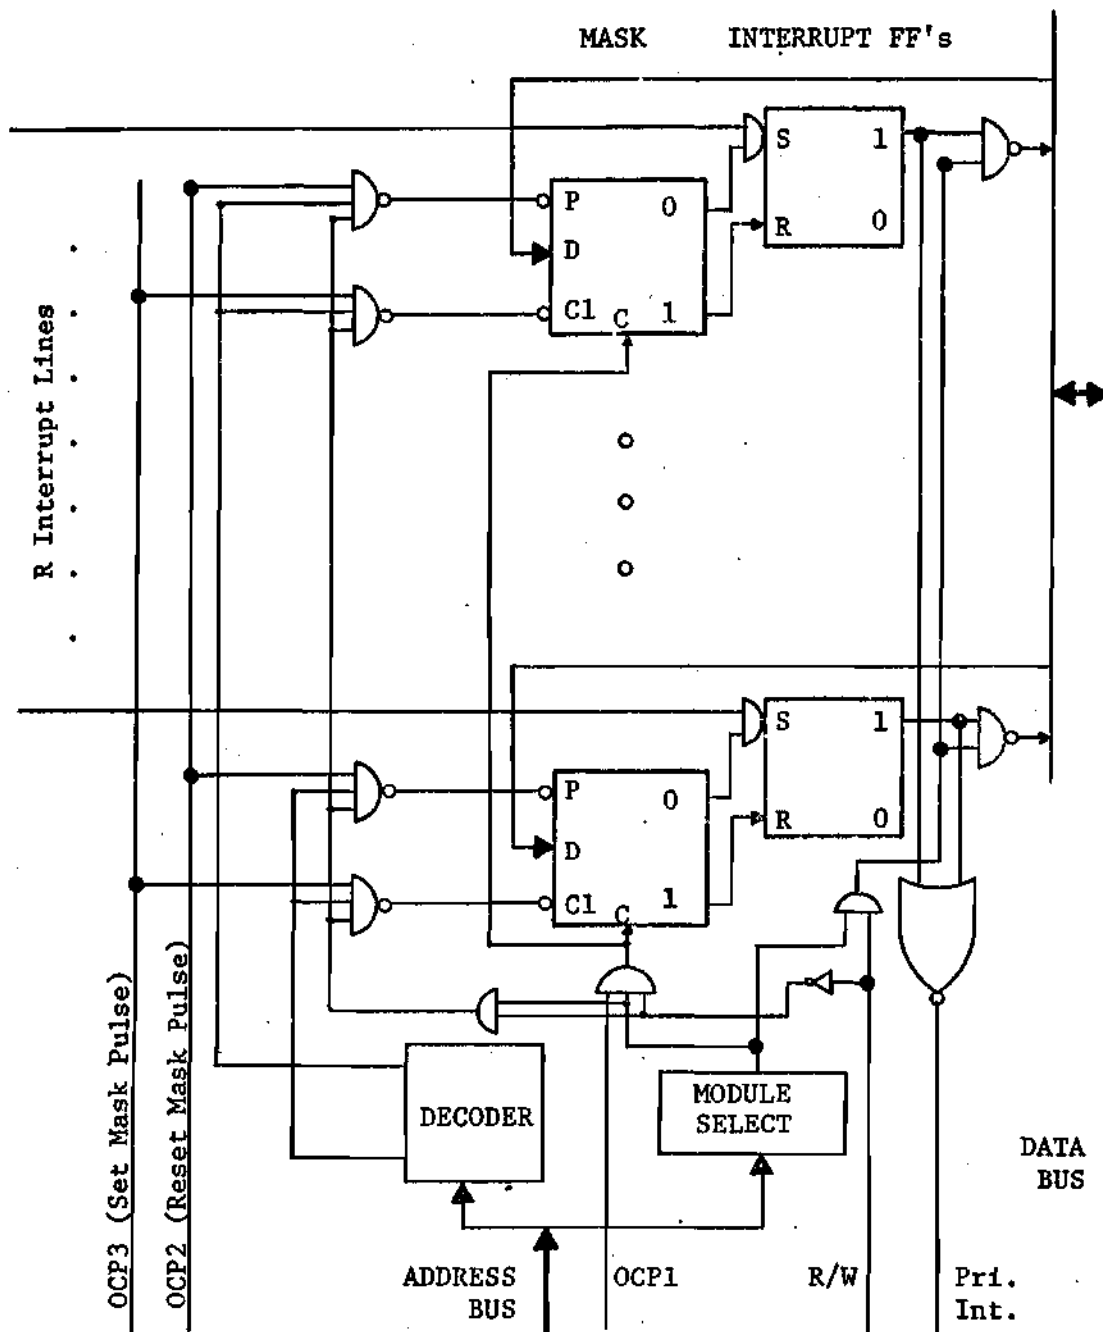 MASK INTERRUPT FF's
S 1
R 0
P 0
D
C1 C 1
R Interrupt Lines
S 1
R 0
P 0
D
C1 C 1
OCP3 (Set Mask Pulse)
OCP2 (Reset Mask Pulse)
DECODER
MODULE
SELECT
DATA
BUS
ADDRESS
BUS
OCP1
R/W
Pri.
Int.